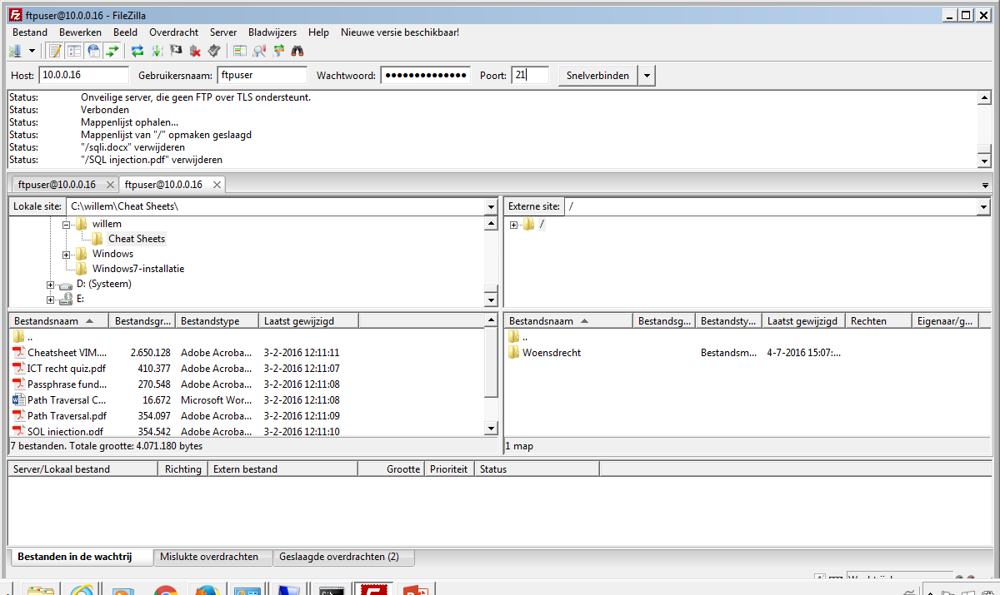 ftpuser@10.0.0.16 - FileZilla
Bestand Bewerken Beeld Overdracht Server Bladwijzers Help Nieuwe versie beschikbaar!
Host: 10.0.0.16 Gebruikersnaam: ftpuser Wachtwoord: ●●●●●●●●●●●●●● Poort: 21 Snelverbinden
Status: Onveilige server, die geen FTP over TLS ondersteunt.
Status: Verbonden
Status: Mappenlijst ophalen...
Status: Mappenlijst van "/" opmaken geslaagd
Status: "/sqli.docx" verwijderen
Status: "/SQL injection.pdf" verwijderen
ftpuser@10.0.0.16 ftpuser@10.0.0.16
Lokale site: C:\willem\Cheat Sheets\
willem
Cheat Sheets
Windows
Windows7-installatie
D: (Systeem)
E:
Externe site: /
/
Bestandsnaam Bestandsgr... Bestandstype Laatst gewijzigd
..
Cheatsheet VIM.... 2.650.128 Adobe Acroba... 3-2-2016 12:11:11
ICT recht quiz.pdf 410.377 Adobe Acroba... 3-2-2016 12:11:07
Passphrase fund... 270.548 Adobe Acroba... 3-2-2016 12:11:08
Path Traversal C... 16.672 Microsoft Wor... 3-2-2016 12:11:08
Path Traversal.pdf 354.097 Adobe Acroba... 3-2-2016 12:11:09
SQL injection.pdf 354.542 Adobe Acroba... 3-2-2016 12:11:10
7 bestanden. Totale grootte: 4.071.180 bytes
Bestandsnaam Bestandsg... Bestandsty... Laatst gewijzigd Rechten Eigenaar/g...
..
Woensdrecht Bestandsm... 4-7-2016 15:07:...
1 map
Server/Lokaal bestand Richting Extern bestand Grootte Prioriteit Status
Bestanden in de wachtrij Mislukte overdrachten Geslaagde overdrachten (2)